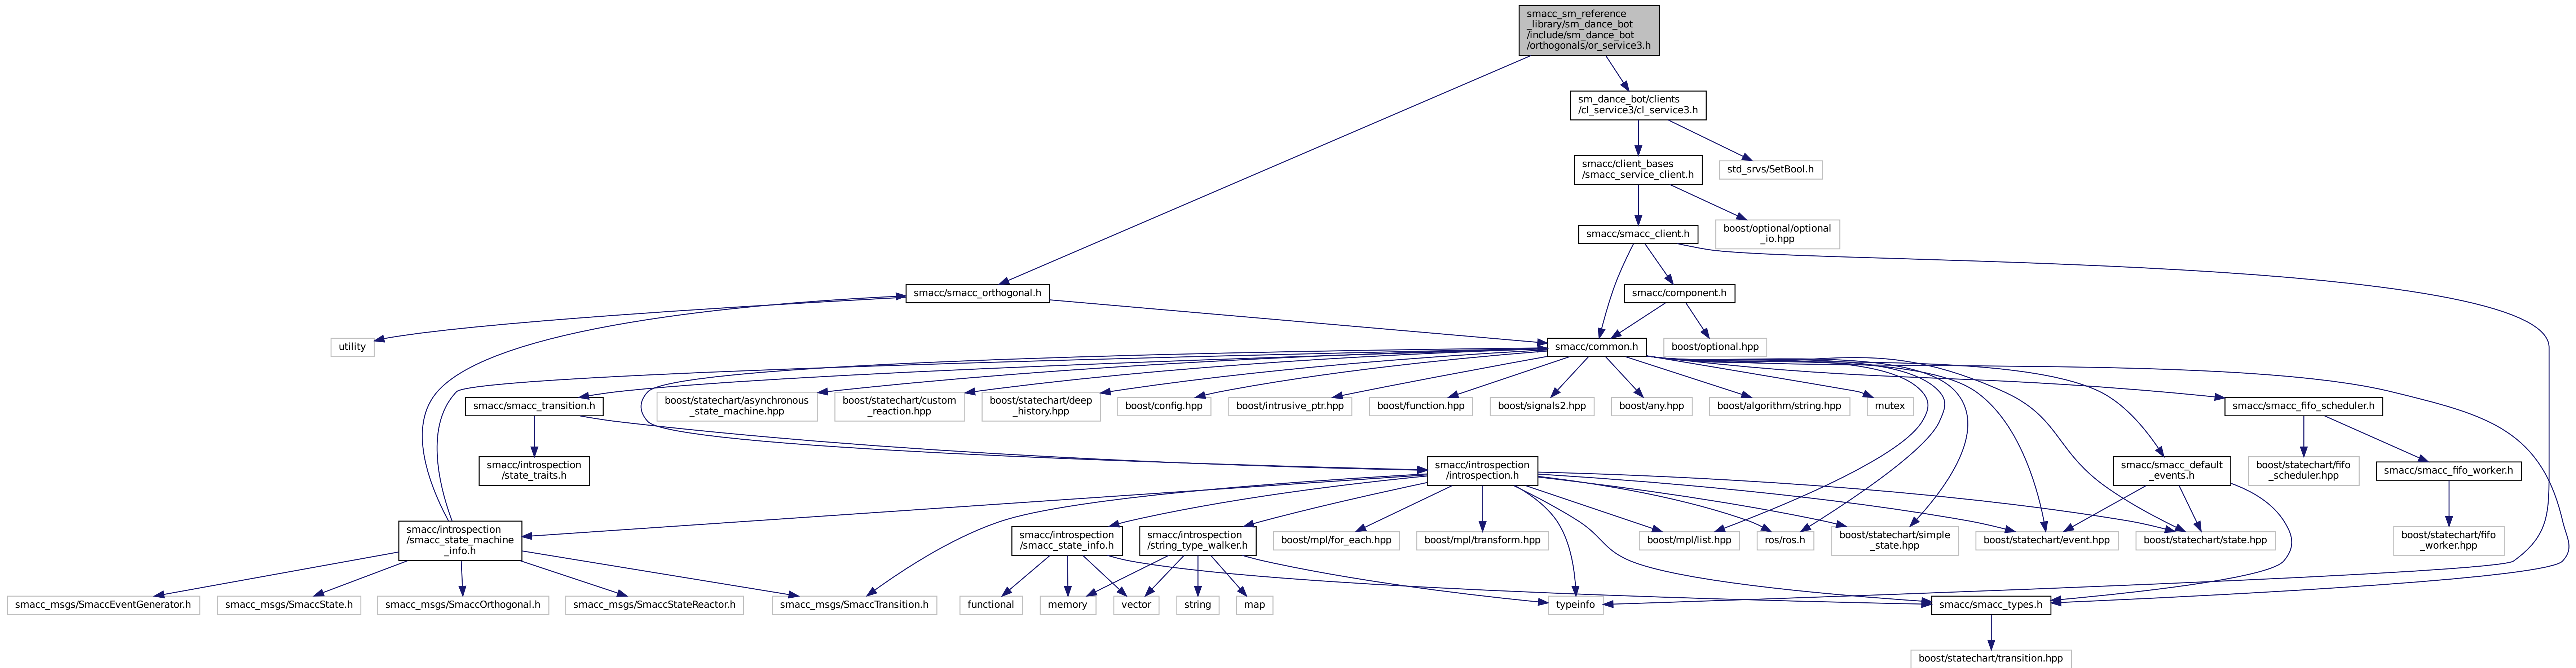 smacc_sm_reference
_library/sm_dance_bot
/include/sm_dance_bot
/orthogonals/or_service3.h
sm_dance_bot/clients
/cl_service3/cl_service3.h
smacc/client_bases
/smacc_service_client.h
std_srvs/SetBool.h
smacc/smacc_client.h
boost/optional/optional
_io.hpp
smacc/smacc_orthogonal.h
smacc/component.h
utility
smacc/common.h
boost/optional.hpp
smacc/smacc_transition.h
boost/statechart/asynchronous
_state_machine.hpp
boost/statechart/custom
_reaction.hpp
boost/statechart/deep
_history.hpp
boost/config.hpp
boost/intrusive_ptr.hpp
boost/function.hpp
boost/signals2.hpp
boost/any.hpp
boost/algorithm/string.hpp
mutex
smacc/smacc_fifo_scheduler.h
smacc/introspection
/state_traits.h
smacc/introspection
/introspection.h
smacc/smacc_default
_events.h
boost/statechart/fifo
_scheduler.hpp
smacc/smacc_fifo_worker.h
smacc/introspection
/smacc_state_machine
_info.h
smacc/introspection
/smacc_state_info.h
smacc/introspection
/string_type_walker.h
boost/mpl/for_each.hpp
boost/mpl/transform.hpp
boost/mpl/list.hpp
ros/ros.h
boost/statechart/simple
_state.hpp
boost/statechart/event.hpp
boost/statechart/state.hpp
boost/statechart/fifo
_worker.hpp
smacc_msgs/SmaccEventGenerator.h
smacc_msgs/SmaccState.h
smacc_msgs/SmaccOrthogonal.h
smacc_msgs/SmaccStateReactor.h
smacc_msgs/SmaccTransition.h
functional
memory
vector
string
map
typeinfo
smacc/smacc_types.h
boost/statechart/transition.hpp